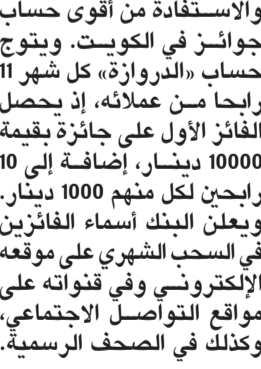 والاستفادة من أقوى حساب
جوائز في الكويت. ويتوج
حساب «الدروازة» كل شهر 11
رابحا من عملائه، إذ يحصل
الفائز الأول على جائزة بقيمة
10000 دينار، إضافة إلى 10
رابحين لكل منهم 1000 دينار.
ويعلن البنك أسماء الفائزين
في السحب الشهري على موقعه
الإلكتروني وفي قنواته على
مواقع التواصل الاجتماعي،
وكذلك في الصحف الرسمية.